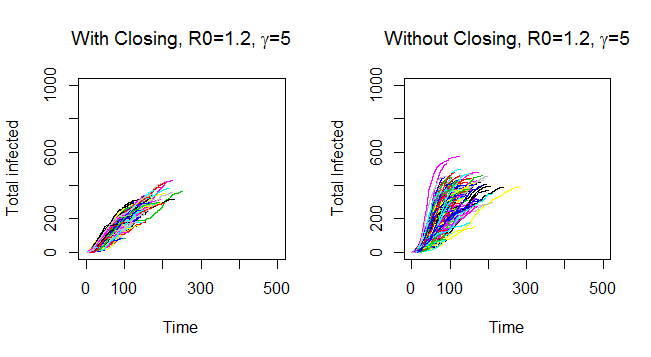 With Closing, R0=1.2, γ=5
Total Infected
0 200 600 1000
0 100 300 500
Time
Without Closing, R0=1.2, γ=5
Total Infected
0 200 600 1000
0 100 300 500
Time